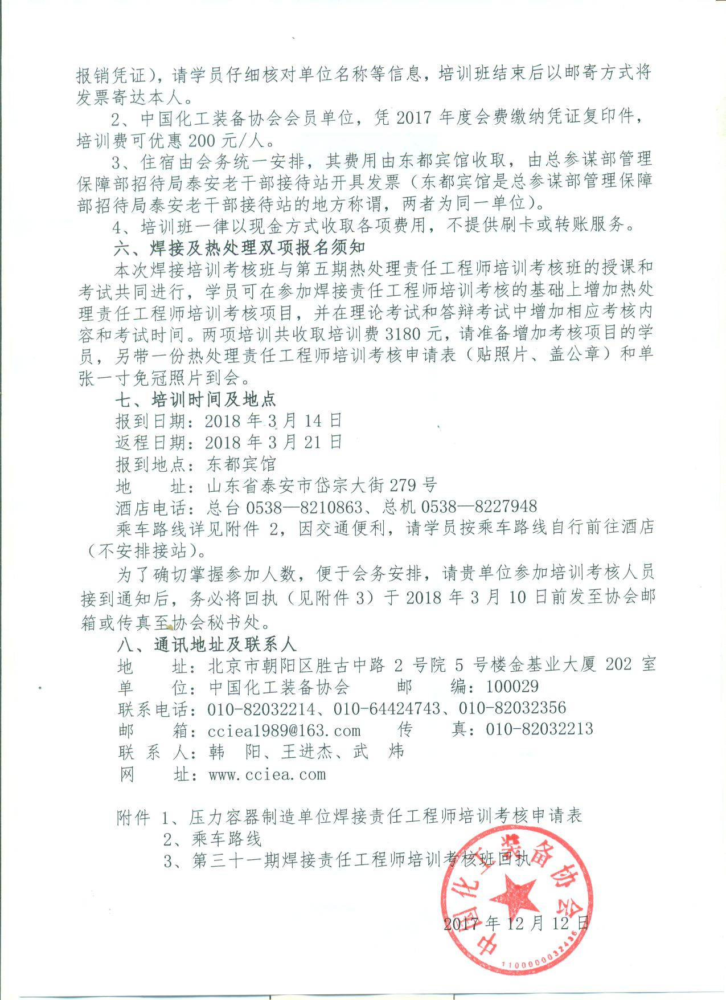 报销凭证），请学员仔细核对单位名称等信息，培训班结束后以邮寄方式将
发票寄达本人。
2、中国化工装备协会会员单位，凭 2017 年度会费缴纳凭证复印件，
培训费可优惠 200 元/人。
3、住宿由会务统一安排，其费用由东都宾馆收取，由总参谋部管理
保障部招待局泰安老干部接待站开具发票（东都宾馆是总参谋部管理保障
部招待局泰安老干部接待站的地方称谓，两者为同一单位）。
4、培训班一律以现金方式收取各项费用，不提供刷卡或转账服务。
六、焊接及热处理双项报名须知
本次焊接培训考核班与第五期热处理责任工程师培训考核班的授课和
考试共同进行，学员可在参加焊接责任工程师培训考核的基础上增加热处
理责任工程师培训考核项目，并在理论考试和答辩考试中增加相应考核内
容和考试时间。两项培训共收取培训费 3180 元，请准备增加考核项目的学
员，另带一份热处理责任工程师培训考核申请表（贴照片、盖公章）和单
张一寸免冠照片到会。
七、培训时间及地点
报到日期：2018 年 3 月 14 日
返程日期：2018 年 3 月 21 日
报到地点：东都宾馆
地 址：山东省泰安市岱宗大街 279 号
酒店电话：总台 0538—8210863、总机 0538—8227948
乘车路线详见附件 2，因交通便利，请学员按乘车路线自行前往酒店
（不安排接站）。
为了确切掌握参加人数，便于会务安排，请贵单位参加培训考核人员
接到通知后，务必将回执（见附件 3）于 2018 年 3 月 10 日前发至协会邮
箱或传真至协会秘书处。
八、通讯地址及联系人
地 址：北京市朝阳区胜古中路 2 号院 5 号楼金基业大厦 202 室
单 位：中国化工装备协会 邮 编：100029
联系电话：010-82032214、010-64424743、010-82032356
邮 箱：cciea1989@163.com 传 真：010-82032213
联 系 人：韩 阳、王进杰、武 炜
网 址：www.cciea.com
附件 1、压力容器制造单位焊接责任工程师培训考核申请表
2、乘车路线
3、第三十一期焊接责任工程师培训考核班回执
中国化工装备协会
2017 年 12 月 12 日
1100000032436